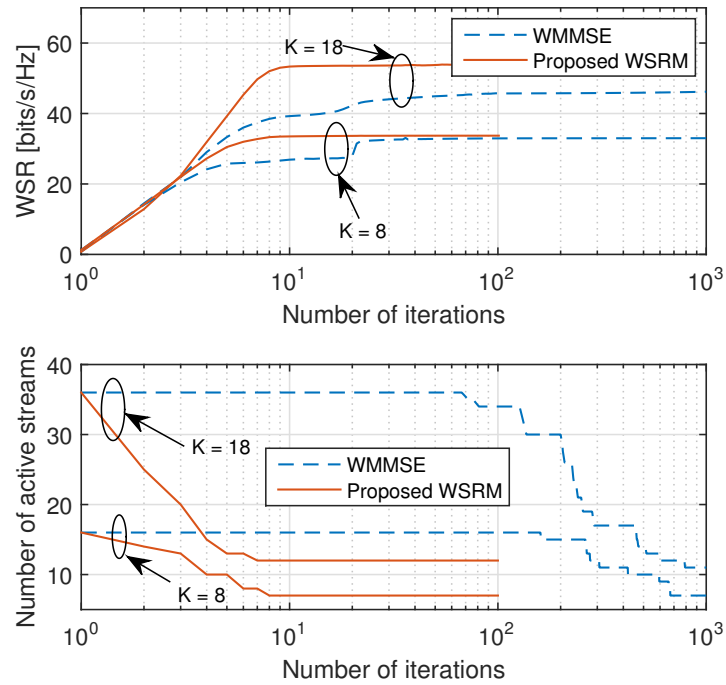 WSR [bits/s/Hz]
60
40
20
0
K = 18
K = 8
WMMSE
Proposed WSRM
10^0
10^1
10^2
10^3
Number of iterations
Number of active streams
40
30
20
10
K = 18
K = 8
WMMSE
Proposed WSRM
10^0
10^1
10^2
10^3
Number of iterations